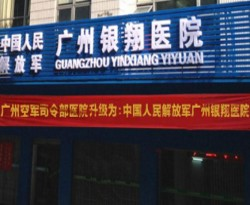 中国人民
解放军
广州银翔医院
GUANGZHOU YINXIANG YIYUAN
广州空军司令部医院升级为:中国人民解放军广州银翔医院